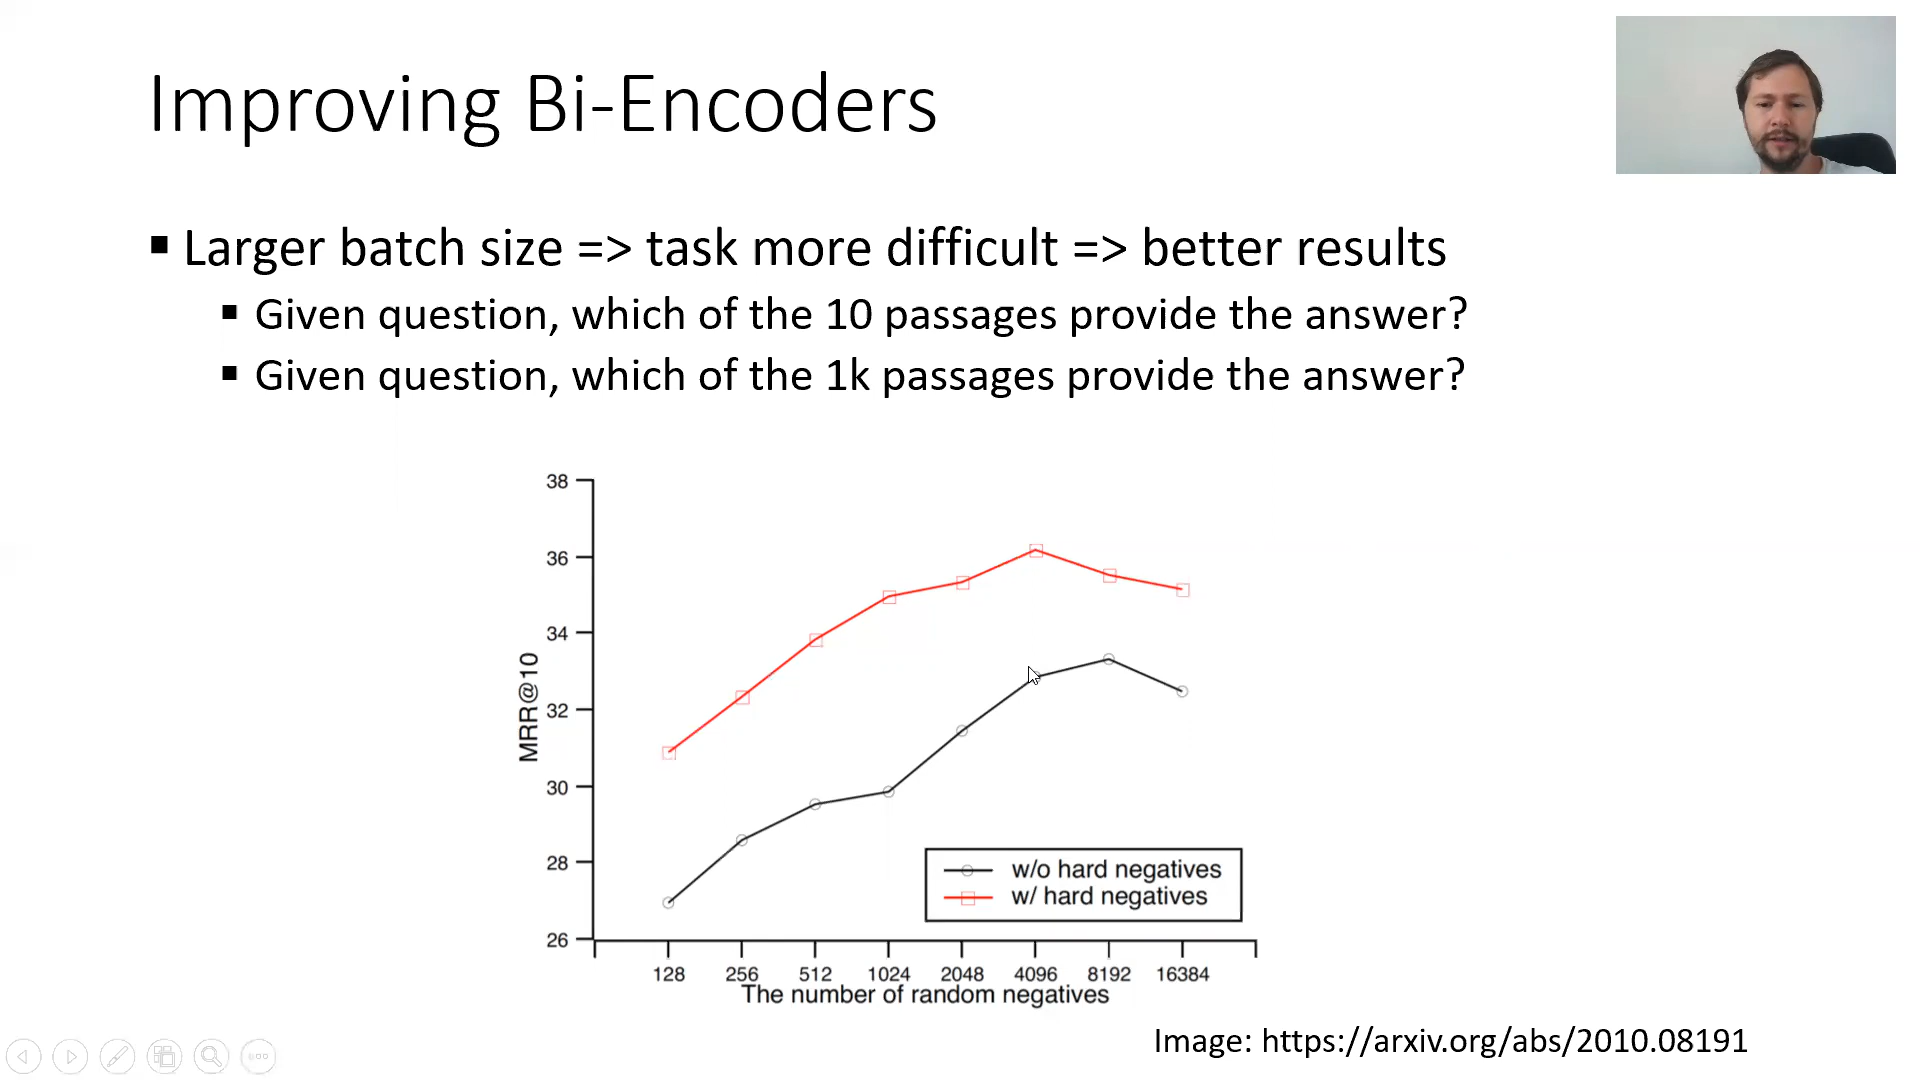 Improving Bi-Encoders
Larger batch size => task more difficult => better results
Given question, which of the 10 passages provide the answer?
Given question, which of the 1k passages provide the answer?
38
36
34
32
30
28
26
MRR@10
w/o hard negatives
w/ hard negatives
128 256 512 1024 2048 4096 8192 16384
The number of random negatives
Image: https://arxiv.org/abs/2010.08191